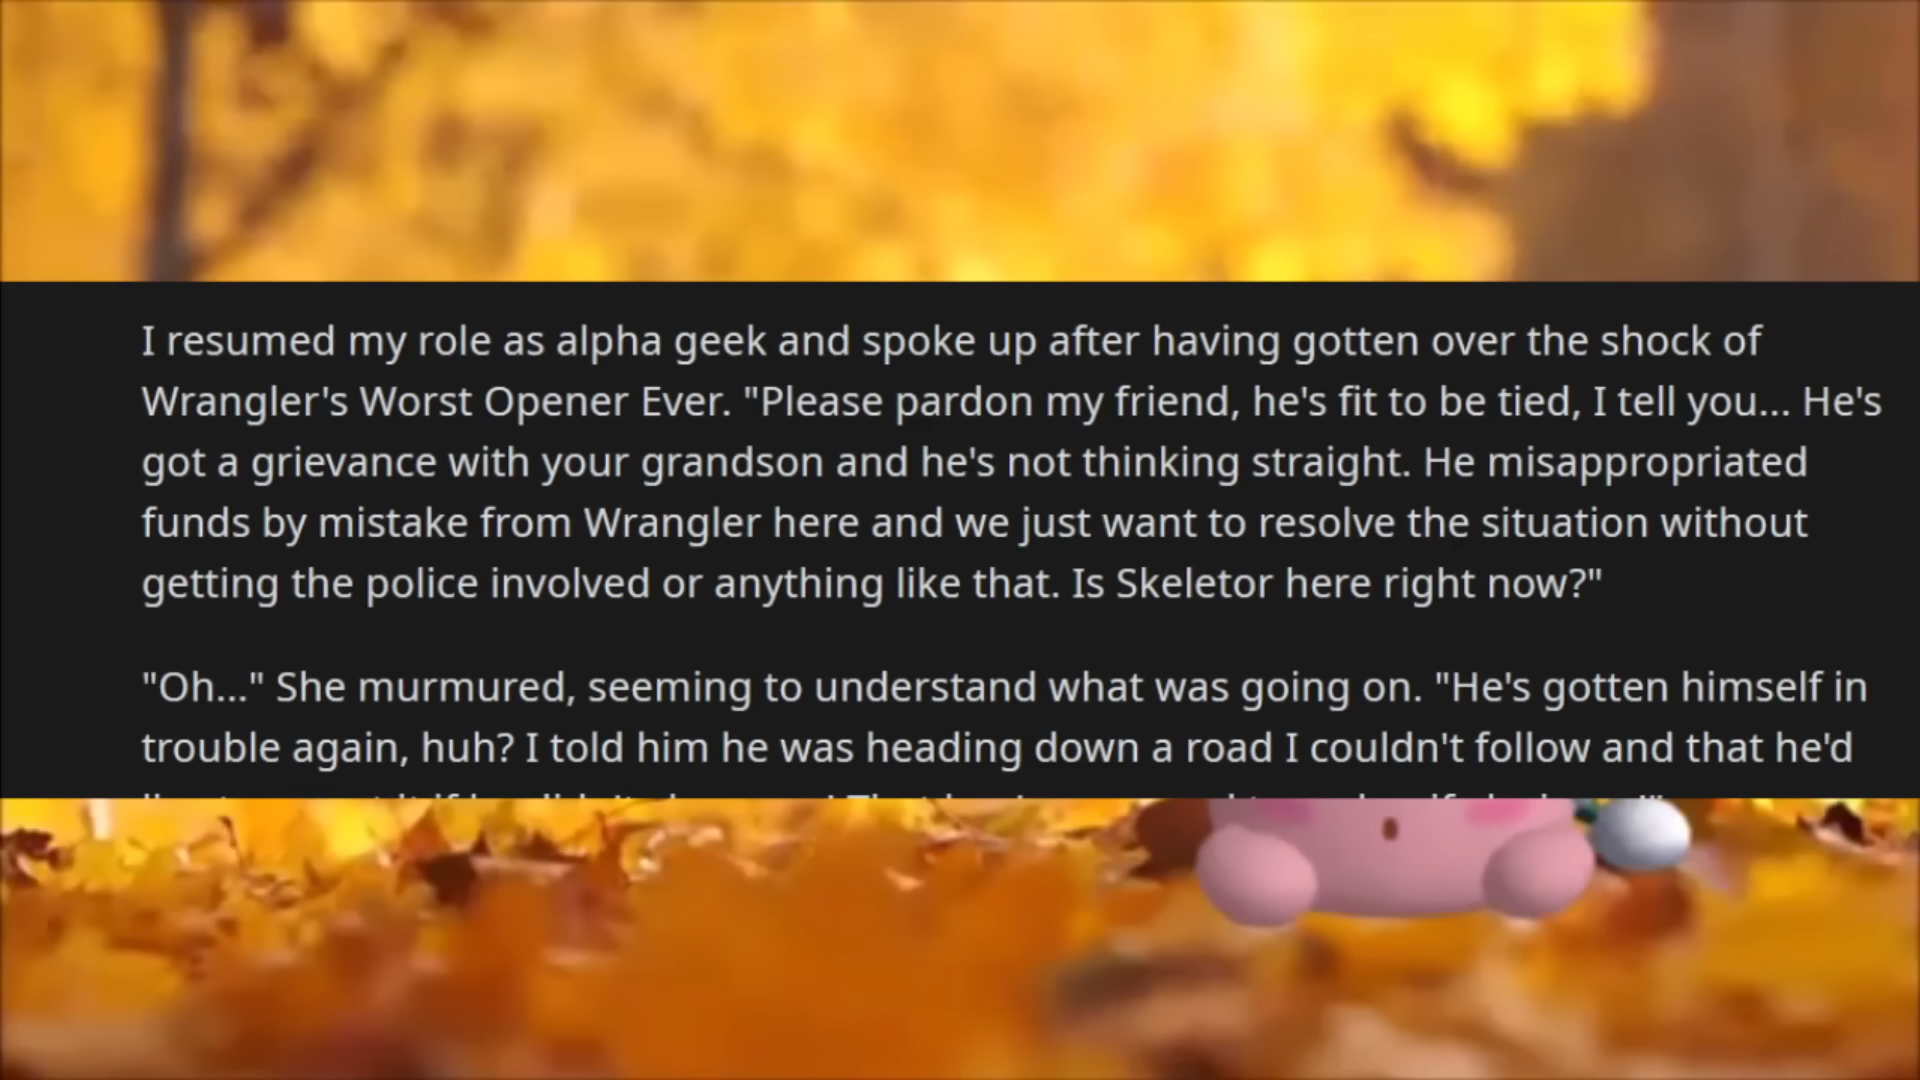 I resumed my role as alpha geek and spoke up after having gotten over the shock of
Wrangler's Worst Opener Ever. "Please pardon my friend, he's fit to be tied, I tell you... He's
got a grievance with your grandson and he's not thinking straight. He misappropriated
funds by mistake from Wrangler here and we just want to resolve the situation without
getting the police involved or anything like that. Is Skeletor here right now?"
"Oh..." She murmured, seeming to understand what was going on. "He's gotten himself in
trouble again, huh? I told him he was heading down a road I couldn't follow and that he'd